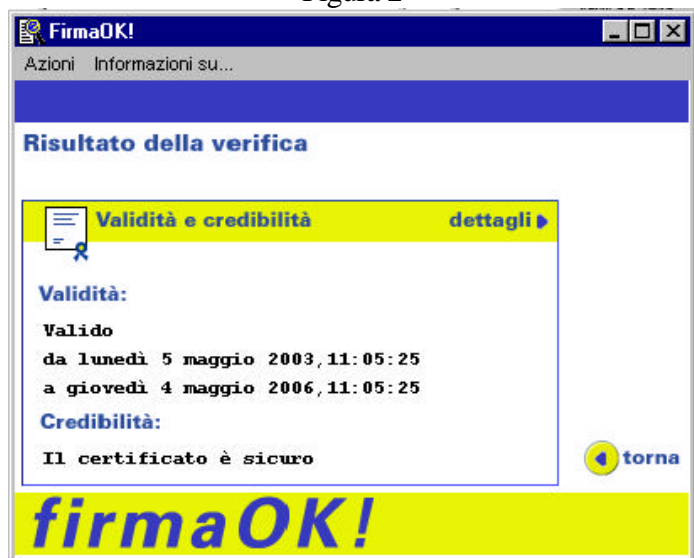 FirmaOK!
Azioni Informazioni su...
Risultato della verifica
Validità e credibilità dettagli
Validità:
Valido
da lunedì 5 maggio 2003,11:05:25
a giovedì 4 maggio 2006,11:05:25
Credibilità:
Il certificato è sicuro
torna
firmaOK!